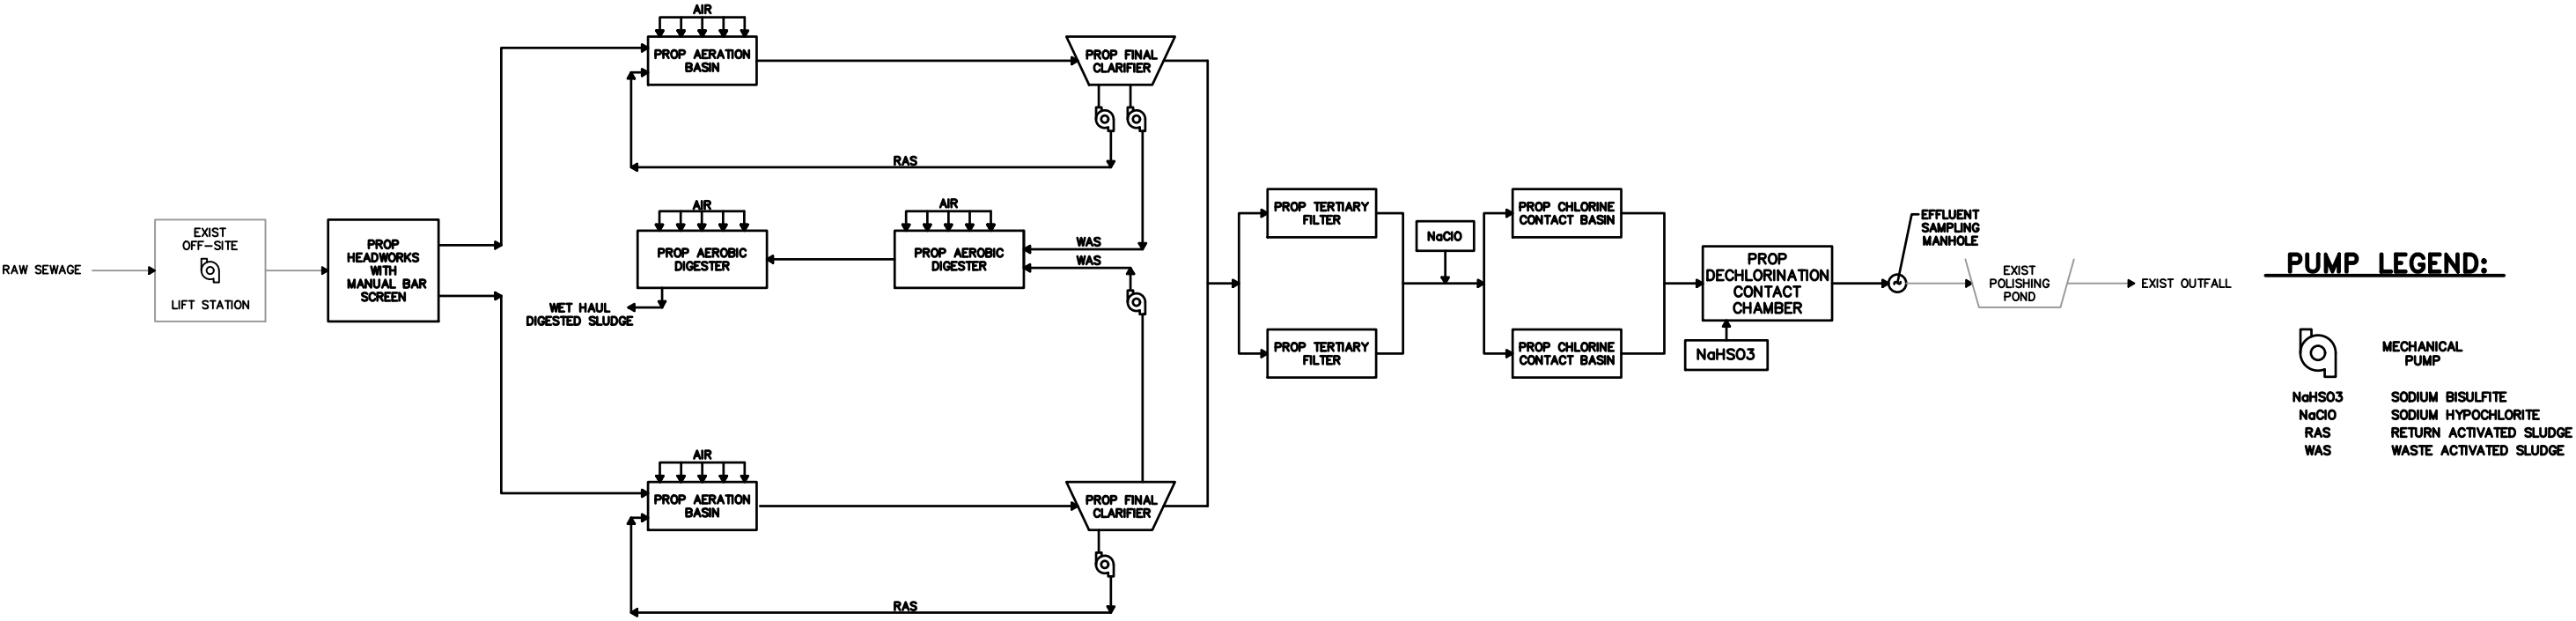 RAW SEWAGE
EXIST
OFF-SITE
LIFT STATION
PROP
HEADWORKS
WITH
MANUAL BAR
SCREEN
AIR
PROP AERATION
BASIN
PROP FINAL
CLARIFIER
RAS
AIR
PROP AEROBIC
DIGESTER
WET HAUL
DIGESTED SLUDGE
AIR
PROP AEROBIC
DIGESTER
WAS
WAS
AIR
PROP AERATION
BASIN
PROP FINAL
CLARIFIER
RAS
PROP TERTIARY
FILTER
PROP TERTIARY
FILTER
NaClO
PROP CHLORINE
CONTACT BASIN
PROP CHLORINE
CONTACT BASIN
PROP
DECHLORINATION
CONTACT
CHAMBER
NaHSO3
EFFLUENT
SAMPLING
MANHOLE
EXIST
POLISHING
POND
EXIST OUTFALL
PUMP LEGEND:
MECHANICAL
PUMP
NaHSO3 SODIUM BISULFITE
NaClO SODIUM HYPOCHLORITE
RAS RETURN ACTIVATED SLUDGE
WAS WASTE ACTIVATED SLUDGE